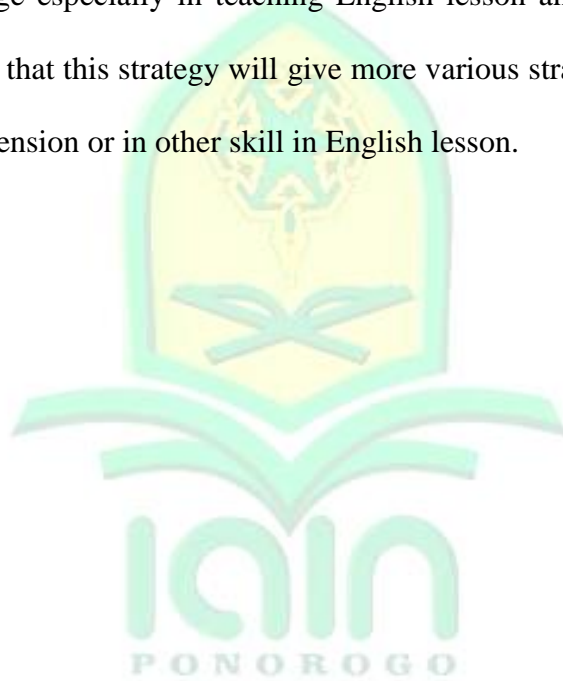 ge especially in teaching English lesson an
that this strategy will give more various stra
ension or in other skill in English lesson.
IAIN
PONOROGO